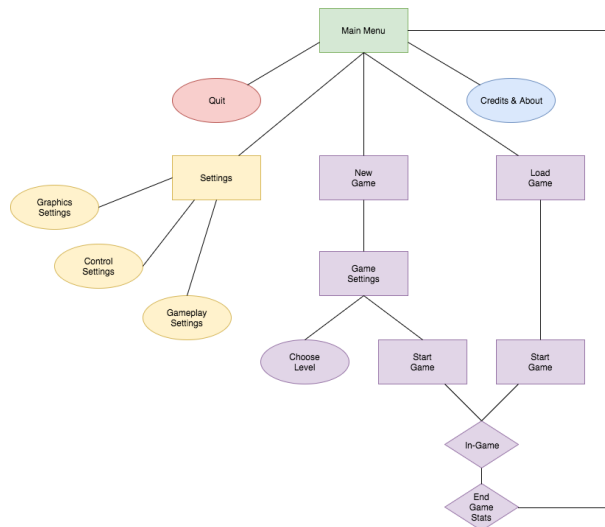 Main Menu
Quit
Credits & About
Settings
New
Game
Load
Game
Graphics
Settings
Control
Settings
Game
Settings
Gameplay
Settings
Choose
Level
Start
Game
Start
Game
In-Game
End
Game
Stats